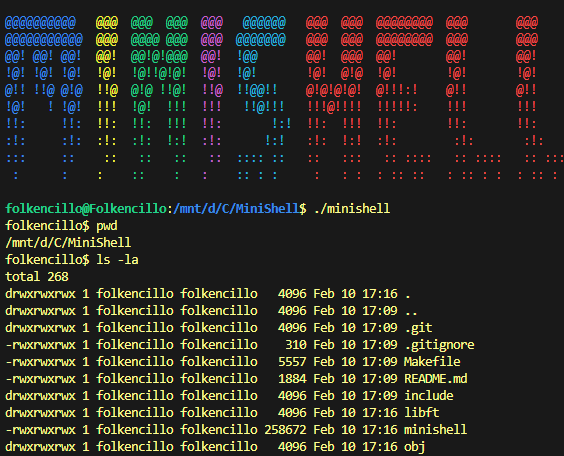 MINISHELL
folkencillo@Folkencillo:/mnt/d/C/MiniShell$ ./minishell
folkencillo$ pwd
/mnt/d/C/MiniShell
folkencillo$ ls -la
total 268
drwxrwxrwx 1 folkencillo folkencillo   4096 Feb 10 17:16 .
drwxrwxrwx 1 folkencillo folkencillo   4096 Feb 10 17:09 ..
drwxrwxrwx 1 folkencillo folkencillo   4096 Feb 10 17:09 .git
-rwxrwxrwx 1 folkencillo folkencillo    310 Feb 10 17:09 .gitignore
-rwxrwxrwx 1 folkencillo folkencillo   5557 Feb 10 17:09 Makefile
-rwxrwxrwx 1 folkencillo folkencillo   1884 Feb 10 17:09 README.md
drwxrwxrwx 1 folkencillo folkencillo   4096 Feb 10 17:09 include
drwxrwxrwx 1 folkencillo folkencillo   4096 Feb 10 17:16 libft
-rwxrwxrwx 1 folkencillo folkencillo 258672 Feb 10 17:16 minishell
drwxrwxrwx 1 folkencillo folkencillo   4096 Feb 10 17:16 obj